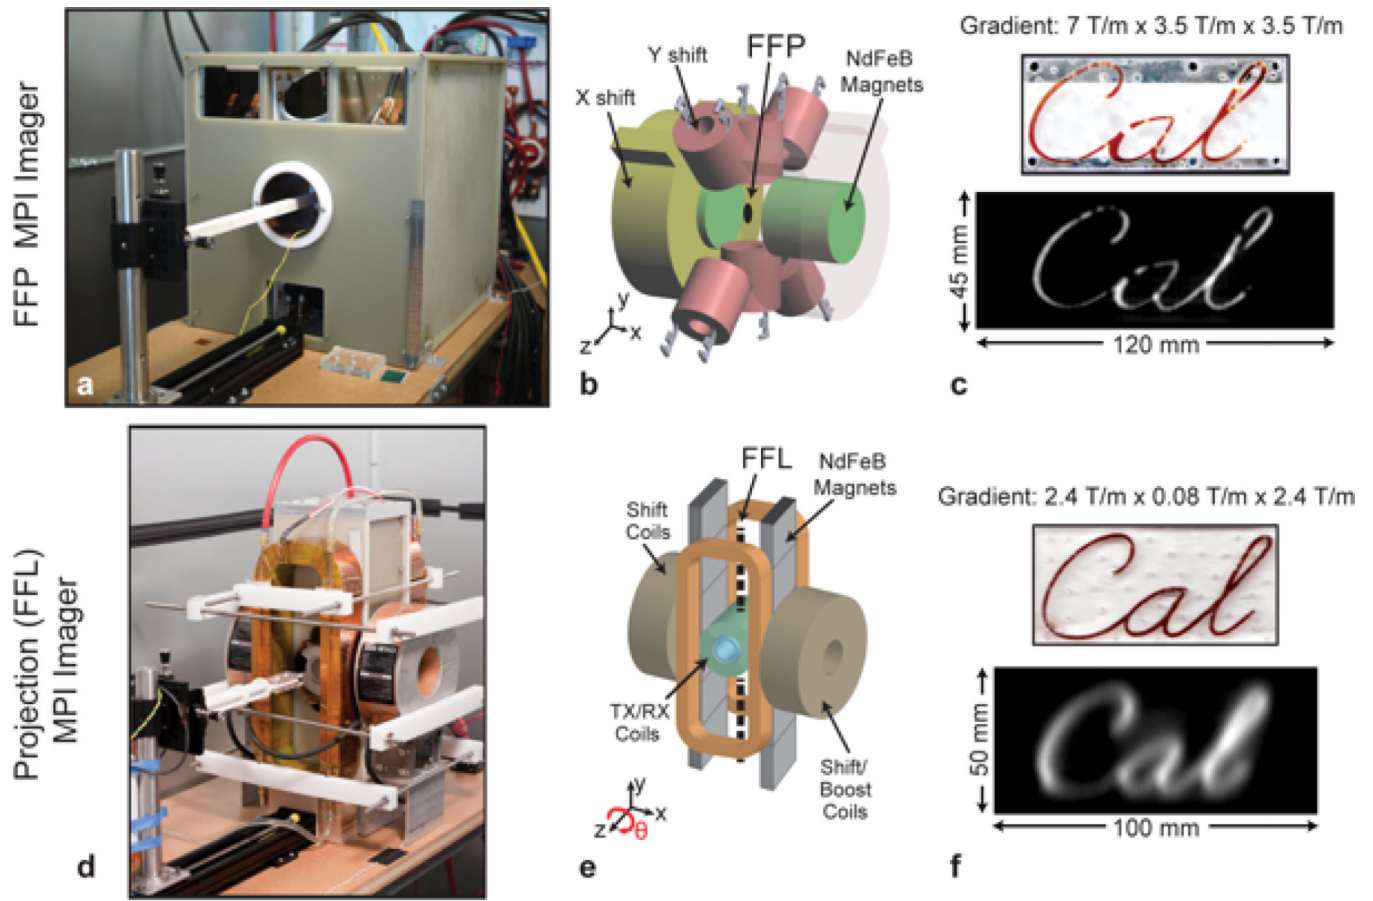 FFP MPI Imager
a
Y shift
FFP
NdFeB
Magnets
X shift
y
x
z
b
Gradient: 7 T/m x 3.5 T/m x 3.5 T/m
Cal
45 mm
Cal
120 mm
c
Projection (FFL)
MPI Imager
d
FFL
NdFeB
Magnets
Shift
Coils
TX/RX
Coils
Shift/
Boost
Coils
y
x
z
θ
e
Gradient: 2.4 T/m x 0.08 T/m x 2.4 T/m
Cal
50 mm
Cal
100 mm
f